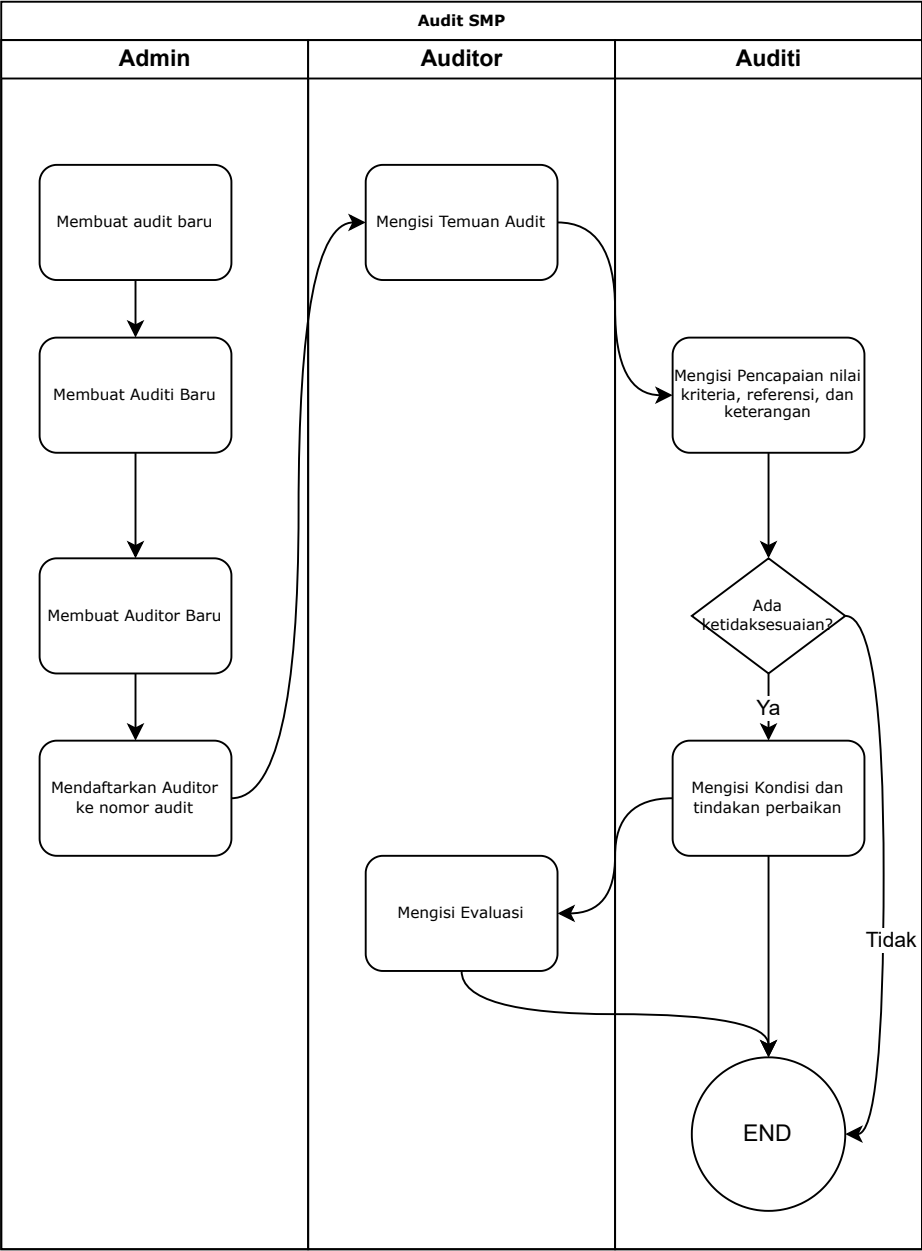 Audit SMP
Admin
Auditor
Auditi
Membuat audit baru
Mengisi Temuan Audit
Membuat Auditi Baru
Mengisi Pencapaian nilai
kriteria, referensi, dan
keterangan
Membuat Auditor Baru
Ada
ketidaksesuaian?
Ya
Mendaftarkan Auditor
ke nomor audit
Mengisi Kondisi dan
tindakan perbaikan
Mengisi Evaluasi
Tidak
END